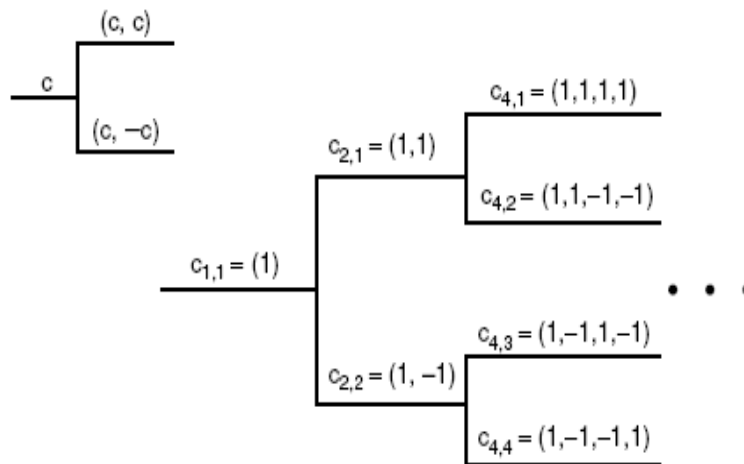 (c, c)
c
(c, –c)
c4,1 = (1,1,1,1)
c2,1 = (1,1)
c4,2 = (1,1,–1,–1)
c1,1 = (1)
c4,3 = (1,–1,1,–1)
c2,2 = (1, –1)
c4,4 = (1,–1,–1,1)